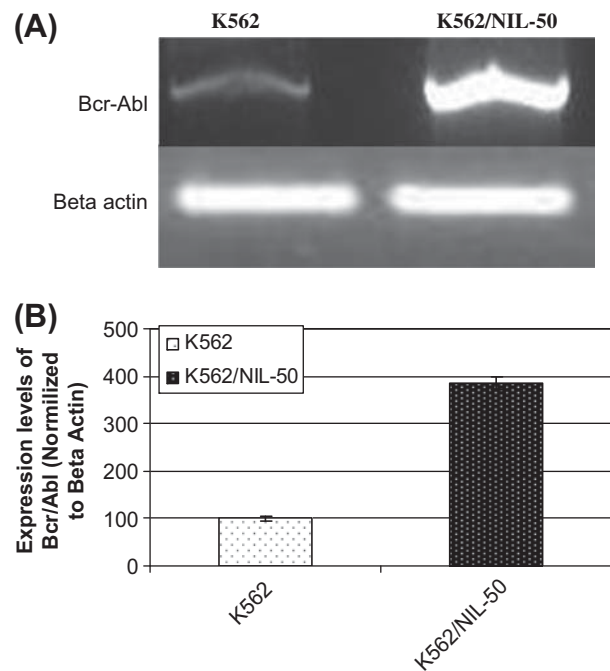 (A)
K562 K562/NIL-50
Bcr-Abl
Beta actin
(B)
Expression levels of
Bcr/Abl (Normilized
to Beta Actin)
500
400
300
200
100
0
K562
K562/NIL-50
K562
K562/NIL-50